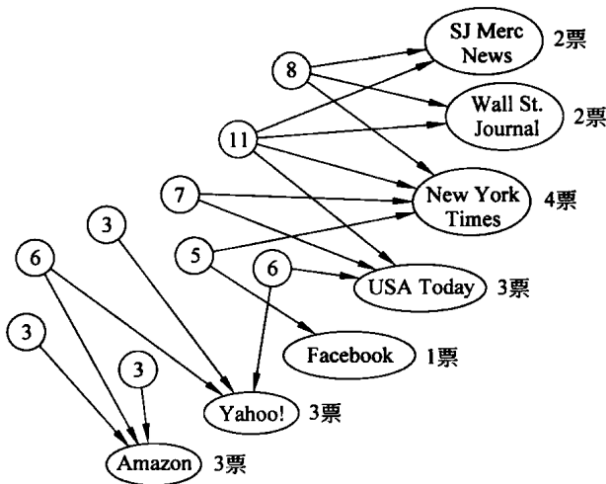 SJ Merc
News
2票
8
Wall St.
Journal
2票
11
7
New York
Times
4票
3
6
5
6
USA Today
3票
3
Facebook
1票
3
Yahoo!
3票
Amazon
3票